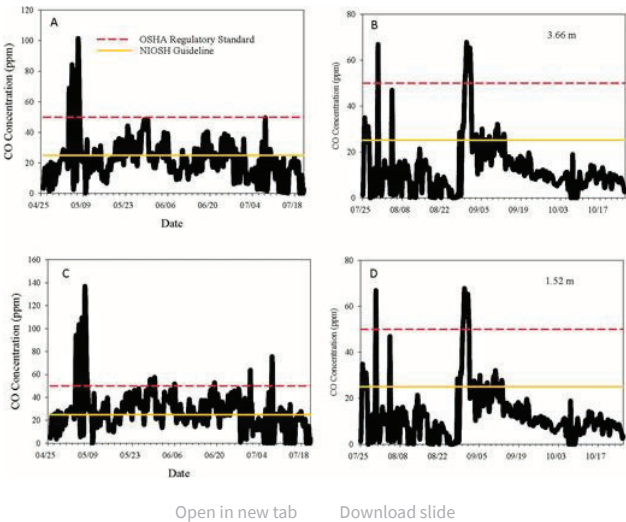 A
OSHA Regulatory Standard
NIOSH Guideline
CO Concentration (ppm)
120
100
80
60
40
20
0
04/25 05/09 05/23 06/06 06/20 07/04 07/18
Date
B
3.66 m
CO Concentration (ppm)
80
60
40
20
0
07/25 08/08 08/22 09/05 09/19 10/03 10/17
C
CO Concentration (ppm)
160
140
120
100
80
60
40
20
0
04/25 05/09 05/23 06/06 06/20 07/04 07/18
Date
D
1.52 m
CO Concentration (ppm)
80
60
40
20
0
07/25 08/08 08/22 09/05 09/19 10/03 10/17
Open in new tab Download slide